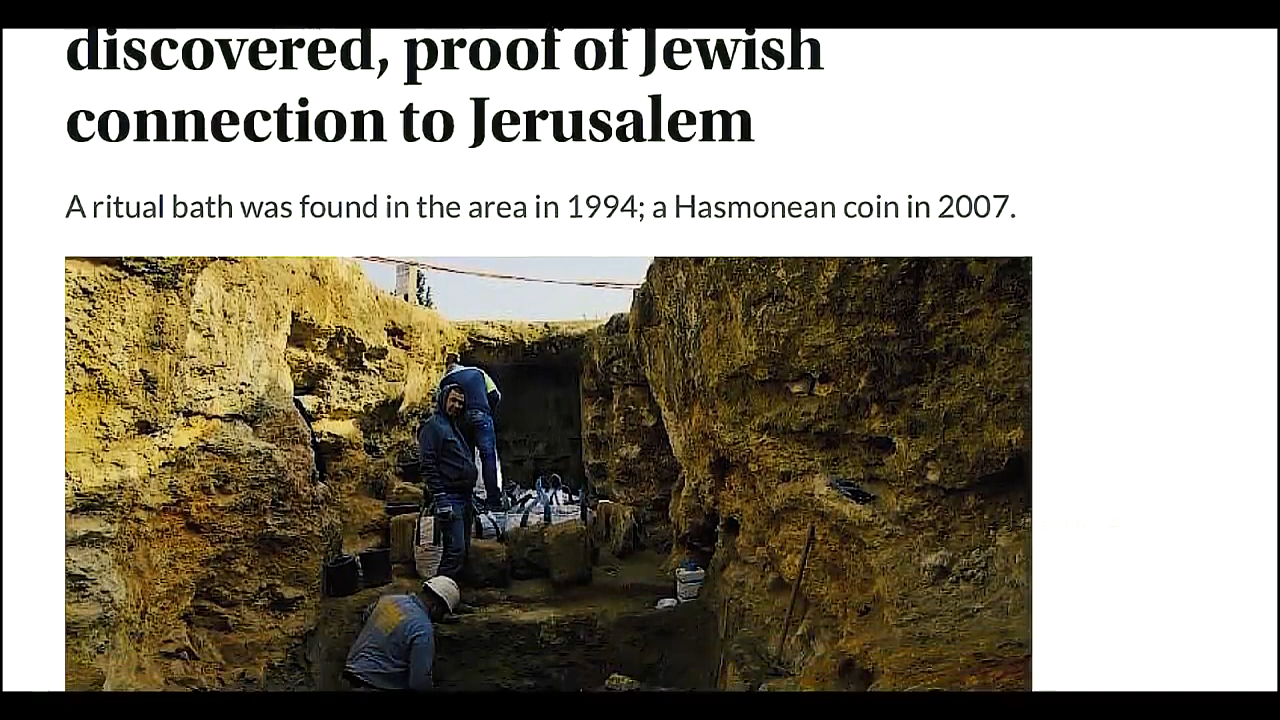 discovered, proof of Jewish
connection to Jerusalem
A ritual bath was found in the area in 1994; a Hasmonean coin in 2007.